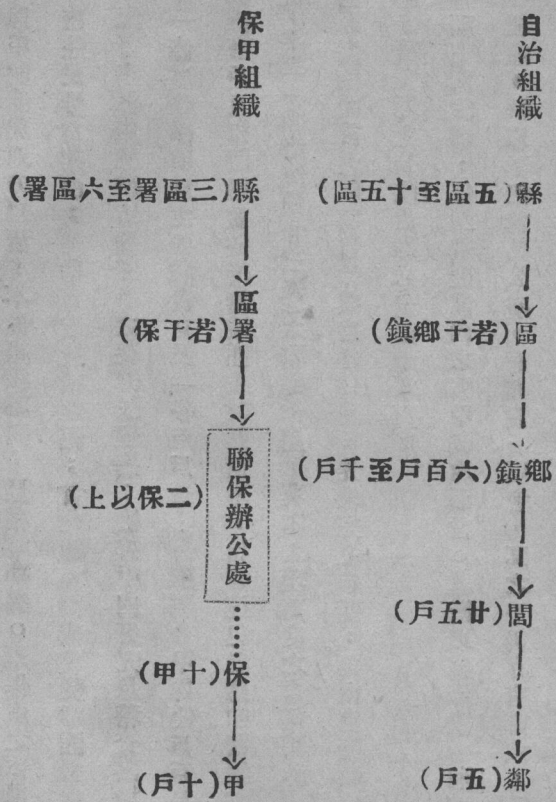 自治組織
縣(五區至十五區)
區(若干鄉鎮)
鄉鎮(六百戶至千戶)
閭(廿五戶)
鄰(五戶)
保甲組織
縣(三區署至六區署)
區署(若干保)
聯保辦公處(二保以上)
保(十甲)
甲(十戶)